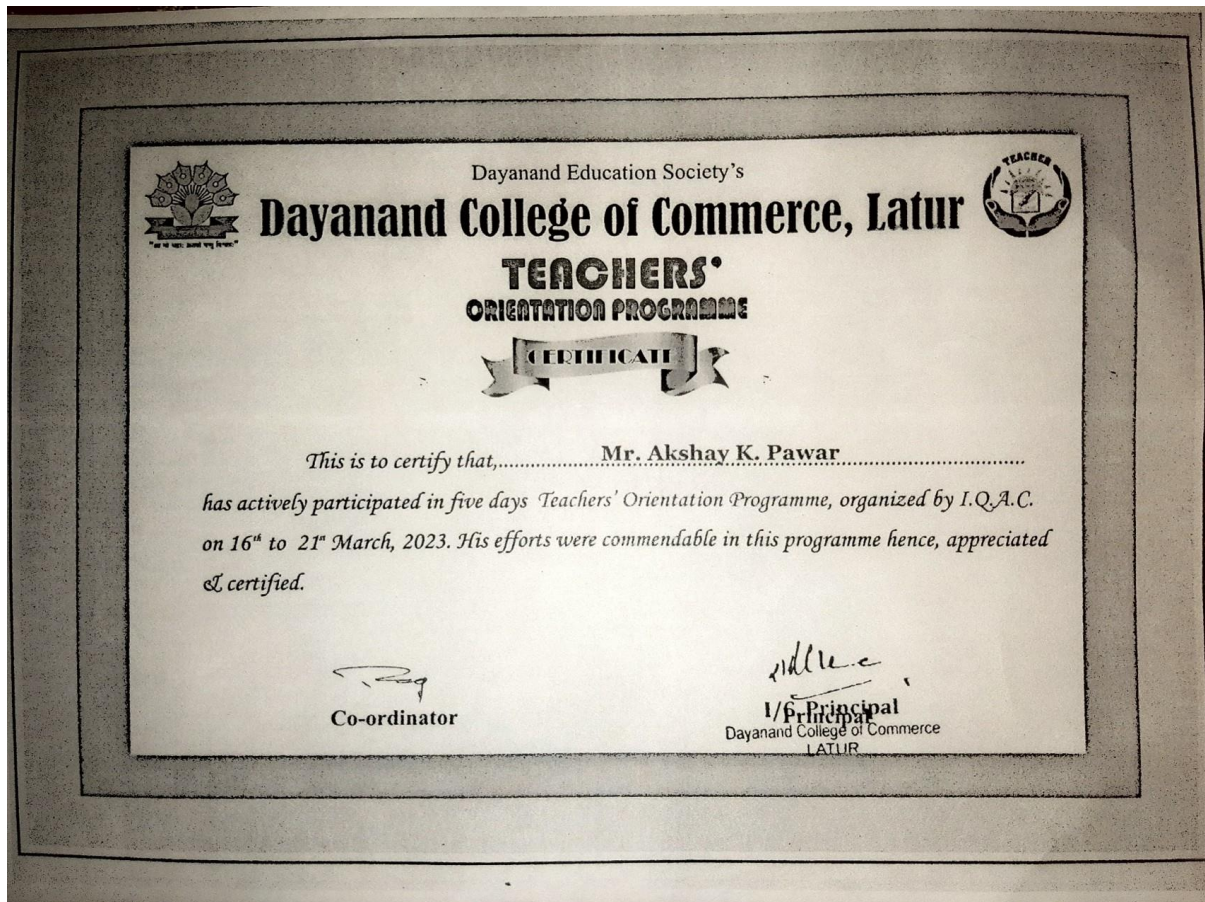 Dayanand Education Society's
Dayanand College of Commerce, Latur
TEACHER
TEACHERS'
ORIENTATION PROGRAMME
CERTIFICATE
This is to certify that,..................Mr. Akshay K. Pawar.......................................
has actively participated in five days Teachers' Orientation Programme, organized by I.Q.A.C.
on 16th to 21st March, 2023. His efforts were commendable in this programme hence, appreciated
& certified.
Co-ordinator
I/C Principal
Principal
Dayanand College of Commerce
LATUR